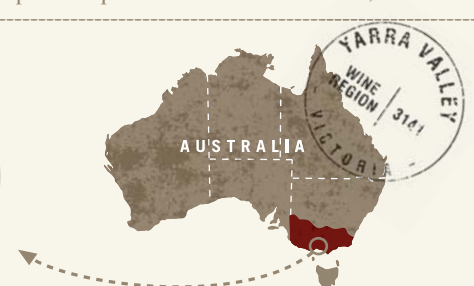 YARRA VALLEY
WINE
REGION / 3141
VICTORIA
AUSTRALIA